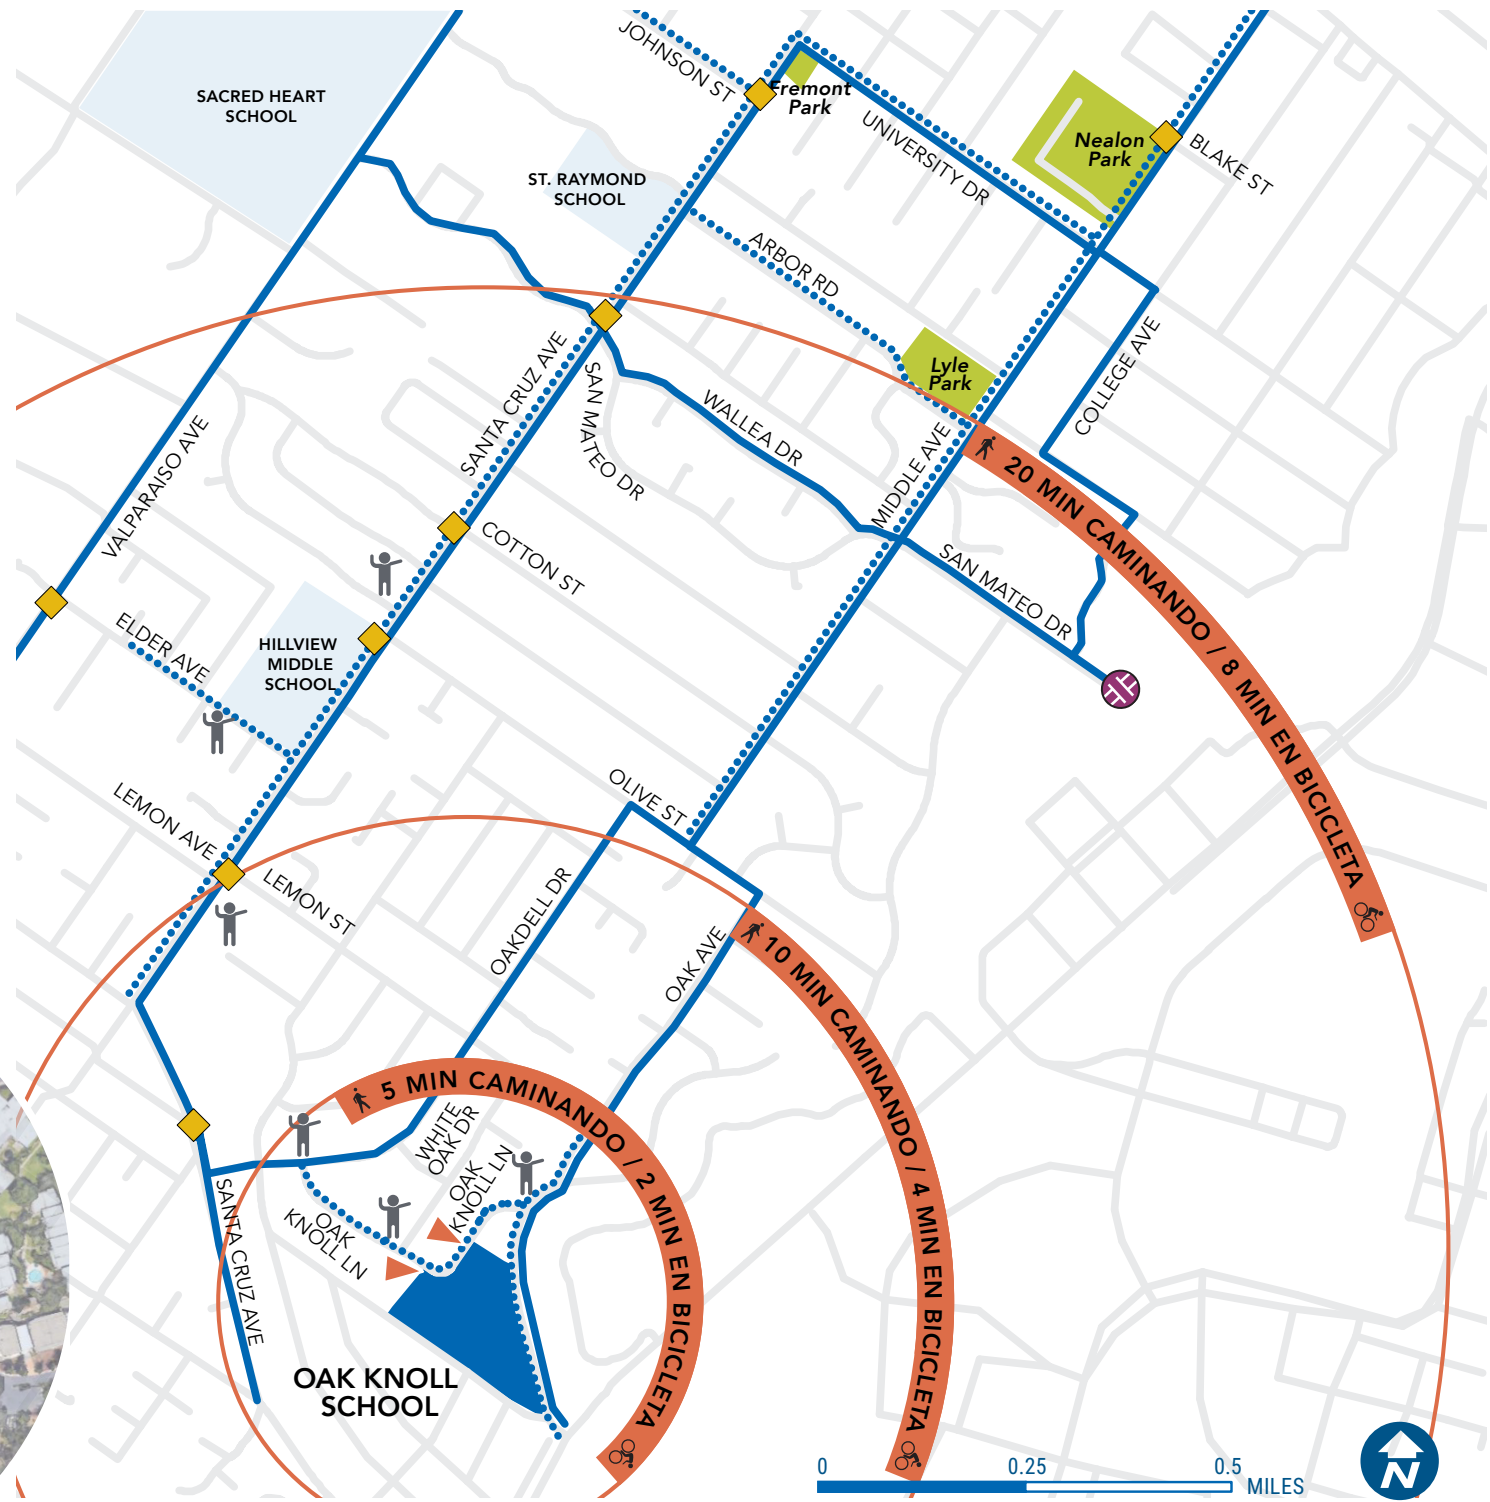 JOHNSON ST
Fremont
Park
UNIVERSITY DR
Nealon
Park
BLAKE ST
SACRED HEART
SCHOOL
ST. RAYMOND
SCHOOL
ARBOR RD
Lyle
Park
COLLEGE AVE
SANTA CRUZ AVE
SAN MATEO DR
WALLEA DR
MIDDLE AVE
VALPARAISO AVE
COTTON ST
SAN MATEO DR
20 MIN CAMINANDO / 8 MIN EN BICICLETA
ELDER AVE
HILLVIEW
MIDDLE
SCHOOL
OLIVE ST
LEMON AVE
LEMON ST
OAKDELL DR
OAK AVE
10 MIN CAMINANDO / 4 MIN EN BICICLETA
5 MIN CAMINANDO / 2 MIN EN BICICLETA
WHITE
OAK DR
OAK
KNOLL LN
OAK
KNOLL LN
SANTA CRUZ AVE
OAK KNOLL
SCHOOL
0 0.25 0.5
MILES
N